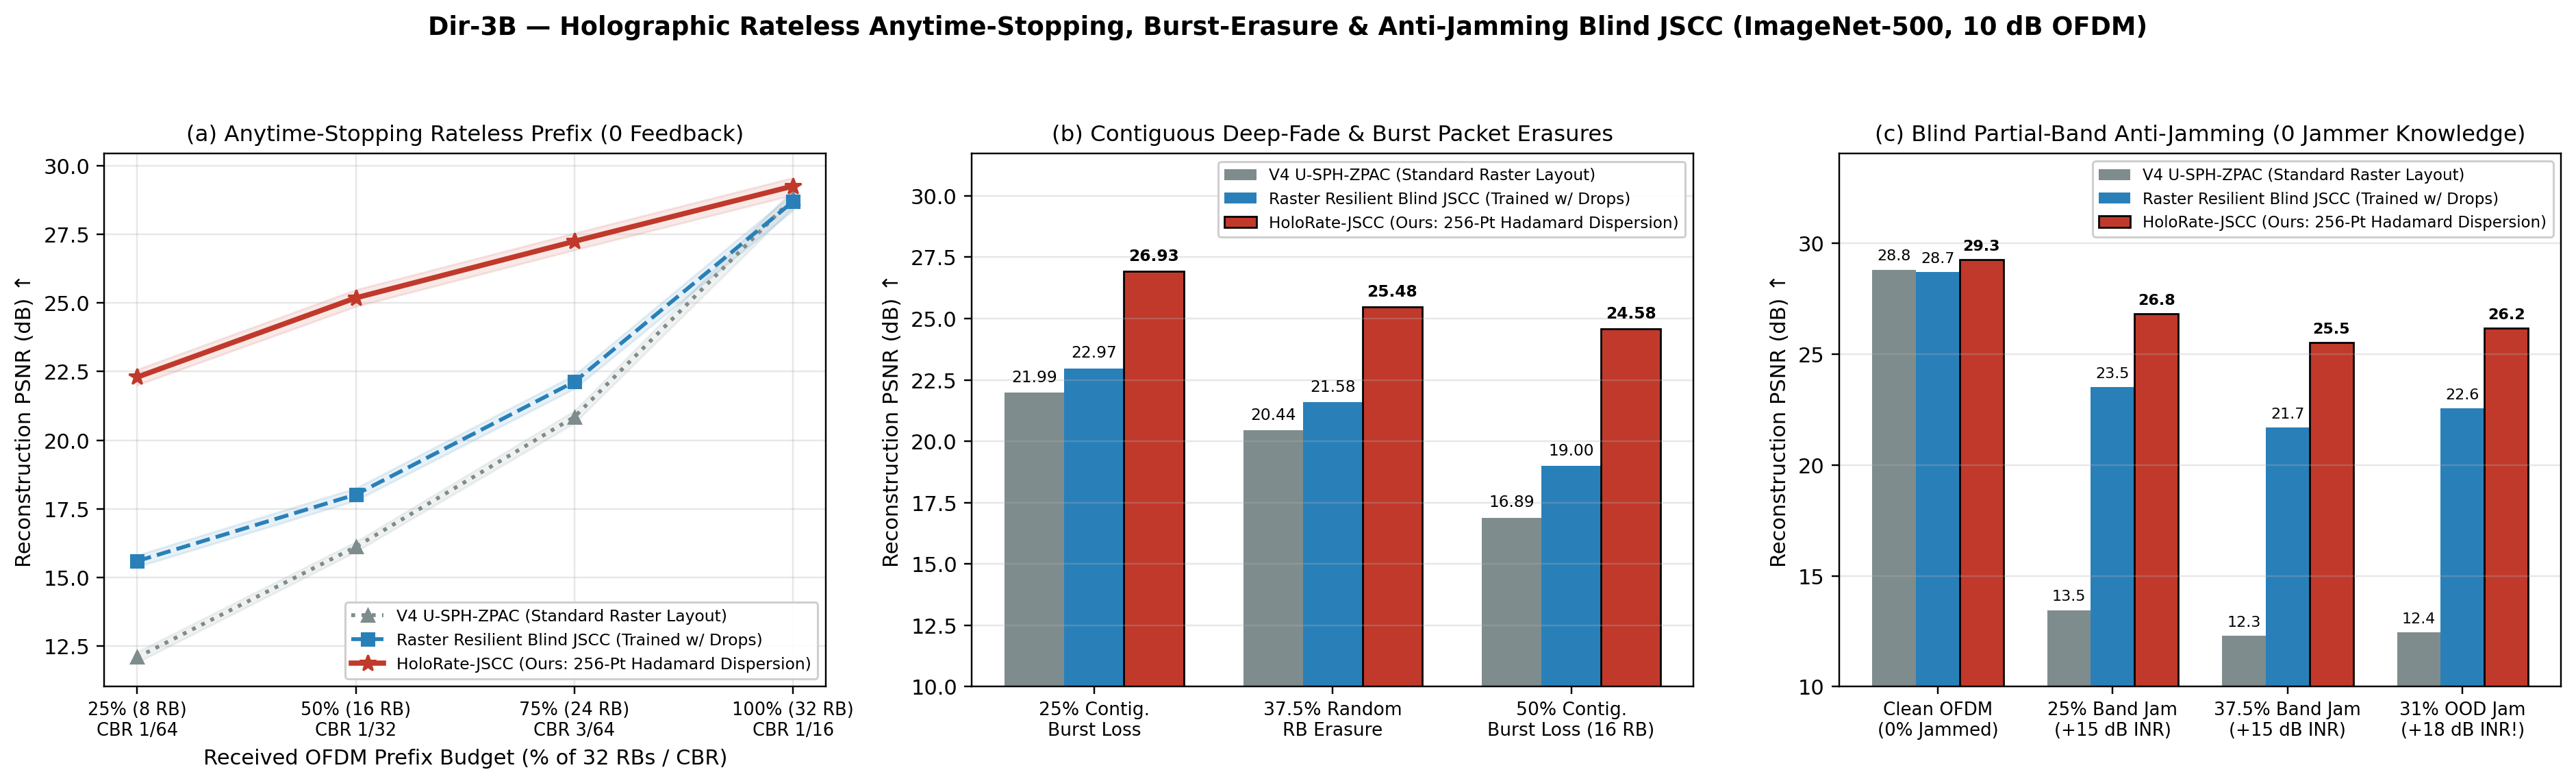 Dir-3B — Holographic Rateless Anytime-Stopping, Burst-Erasure & Anti-Jamming Blind JSCC (ImageNet-500, 10 dB OFDM)
(a) Anytime-Stopping Rateless Prefix (0 Feedback)
Reconstruction PSNR (dB) ↑
30.0
27.5
25.0
22.5
20.0
17.5
15.0
12.5
V4 U-SPH-ZPAC (Standard Raster Layout)
Raster Resilient Blind JSCC (Trained w/ Drops)
HoloRate-JSCC (Ours: 256-Pt Hadamard Dispersion)
25% (8 RB)
CBR 1/64
50% (16 RB)
CBR 1/32
75% (24 RB)
CBR 3/64
100% (32 RB)
CBR 1/16
Received OFDM Prefix Budget (% of 32 RBs / CBR)
(b) Contiguous Deep-Fade & Burst Packet Erasures
Reconstruction PSNR (dB) ↑
30.0
27.5
25.0
22.5
20.0
17.5
15.0
12.5
10.0
V4 U-SPH-ZPAC (Standard Raster Layout)
Raster Resilient Blind JSCC (Trained w/ Drops)
HoloRate-JSCC (Ours: 256-Pt Hadamard Dispersion)
21.99
22.97
26.93
20.44
21.58
25.48
16.89
19.00
24.58
25% Contig.
Burst Loss
37.5% Random
RB Erasure
50% Contig.
Burst Loss (16 RB)
(c) Blind Partial-Band Anti-Jamming (0 Jammer Knowledge)
Reconstruction PSNR (dB) ↑
30
25
20
15
10
V4 U-SPH-ZPAC (Standard Raster Layout)
Raster Resilient Blind JSCC (Trained w/ Drops)
HoloRate-JSCC (Ours: 256-Pt Hadamard Dispersion)
28.8
28.7
29.3
13.5
23.5
26.8
12.3
21.7
25.5
12.4
22.6
26.2
Clean OFDM
(0% Jammed)
25% Band Jam
(+15 dB INR)
37.5% Band Jam
(+15 dB INR)
31% OOD Jam
(+18 dB INR!)